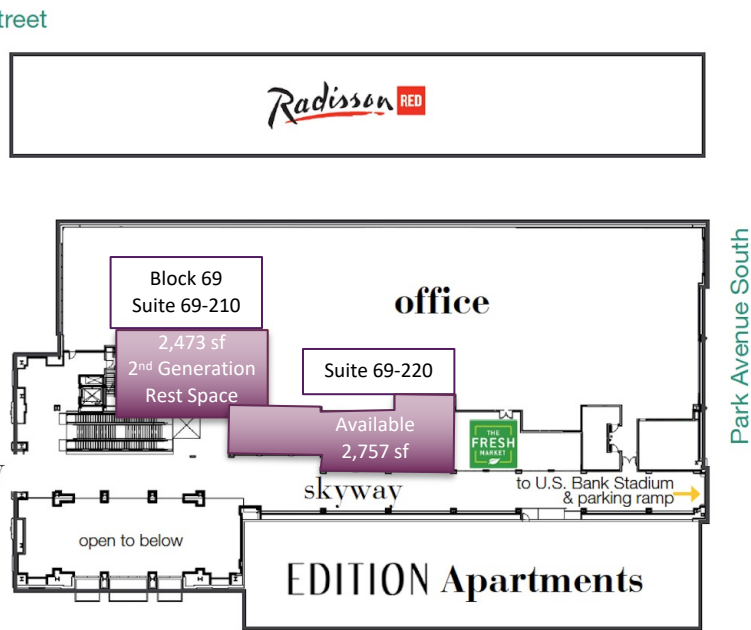 treet
Radisson RED
Block 69
Suite 69-210
office
2,473 sf
2nd Generation
Rest Space
Suite 69-220
Available
2,757 sf
THE
FRESH
MARKET
skyway
to U.S. Bank Stadium
& parking ramp
open to below
EDITION Apartments
Park Avenue South